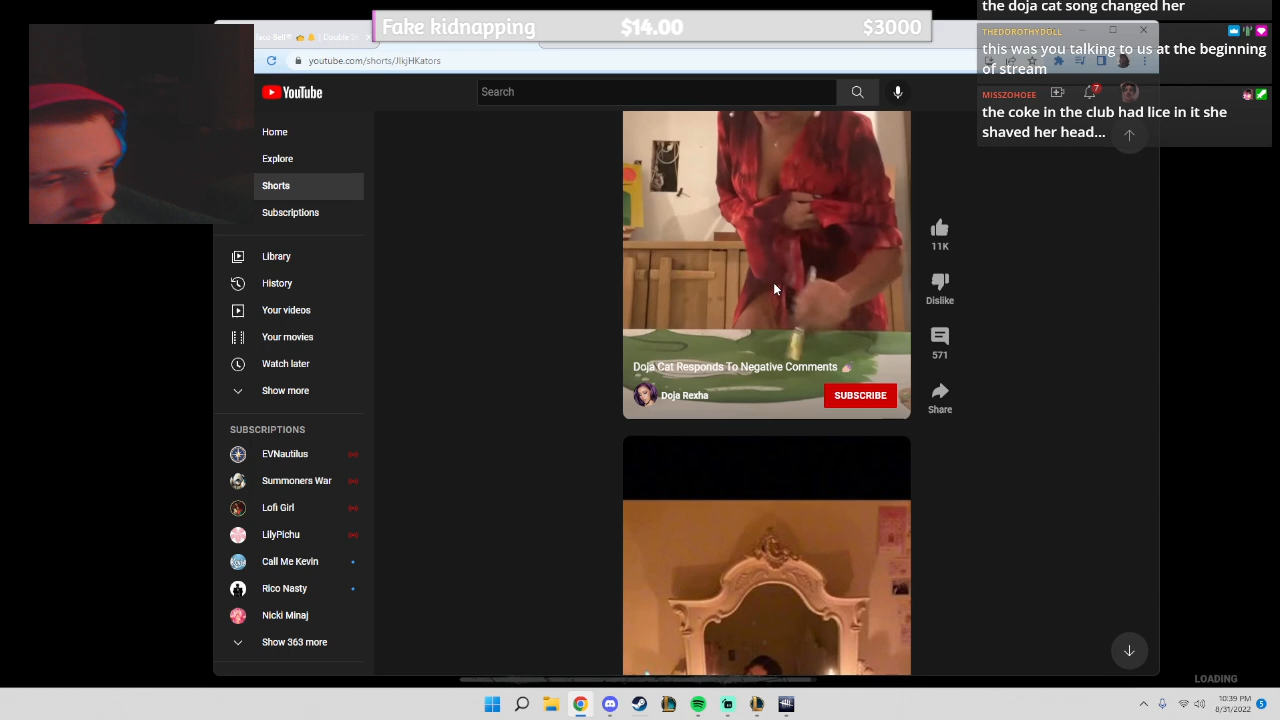 Fake kidnapping $14.00 $3000
the doja cat song changed her
THEDOROTHYDOLL
this was you talking to us at the beginning
of stream
MISSZOHOEE
the coke in the club had lice in it she
shaved her head...
youtube.com/shorts/JlkjHKators
YouTube
Search
7
Home
Explore
Shorts
Subscriptions
Library
History
Your videos
Your movies
Watch later
Show more
SUBSCRIPTIONS
EVNautilus
Summoners War
Lofi Girl
LilyPichu
Call Me Kevin
Rico Nasty
Nicki Minaj
Show 363 more
11K
Dislike
571
Share
Doja Cat Responds To Negative Comments 💅
Doja Rexha
SUBSCRIBE
LOADING
10:39 PM
8/31/2022
5